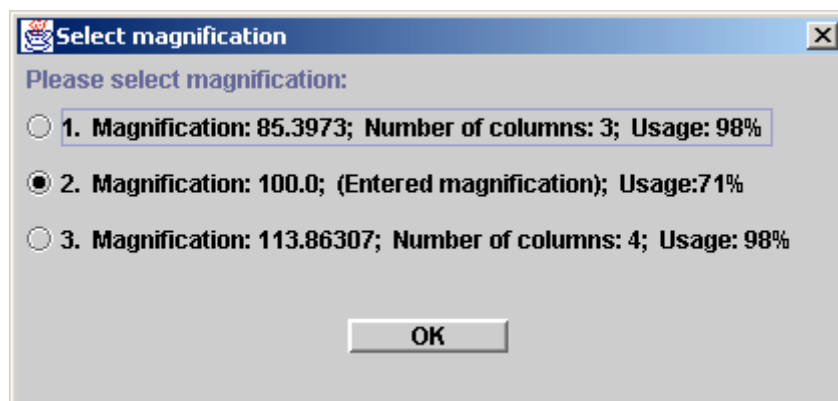 Select magnification
Please select magnification:
1. Magnification: 85.3973; Number of columns: 3; Usage: 98%
2. Magnification: 100.0; (Entered magnification); Usage:71%
3. Magnification: 113.86307; Number of columns: 4; Usage: 98%
OK